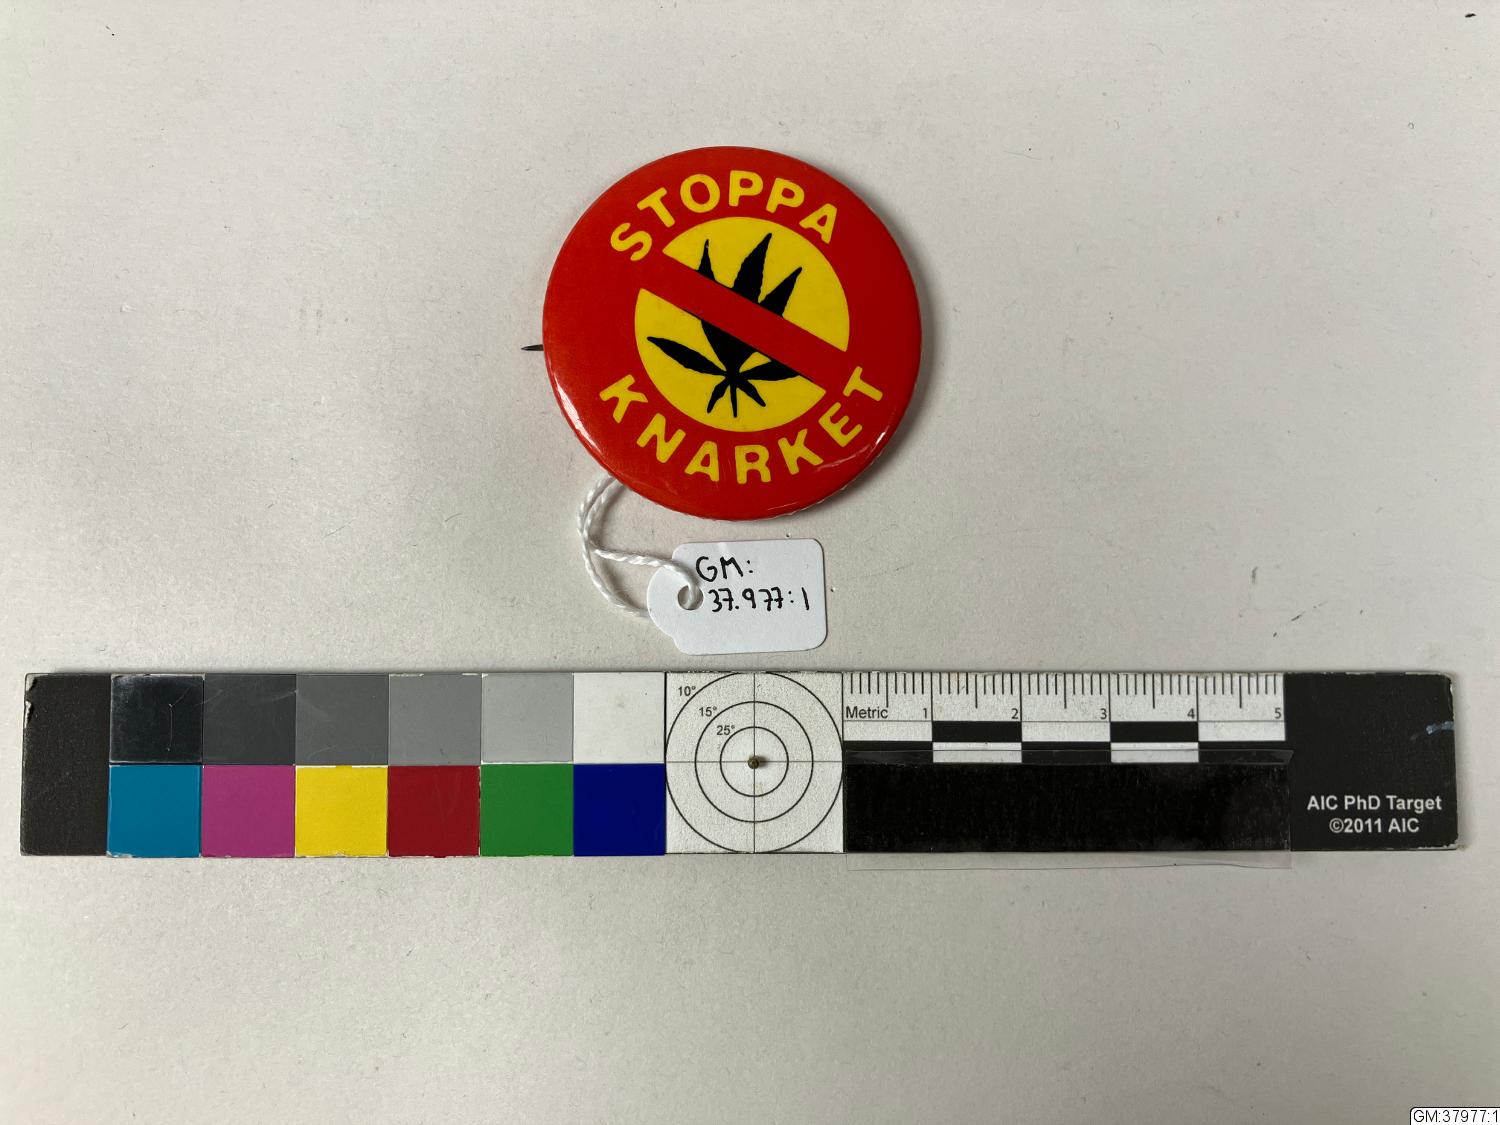 STOPPA
KNARKET
GM:
37.977:1
10°
15°
25°
Metric 1 2 3 4 5
AIC PhD Target
©2011 AIC
GM:37977:1